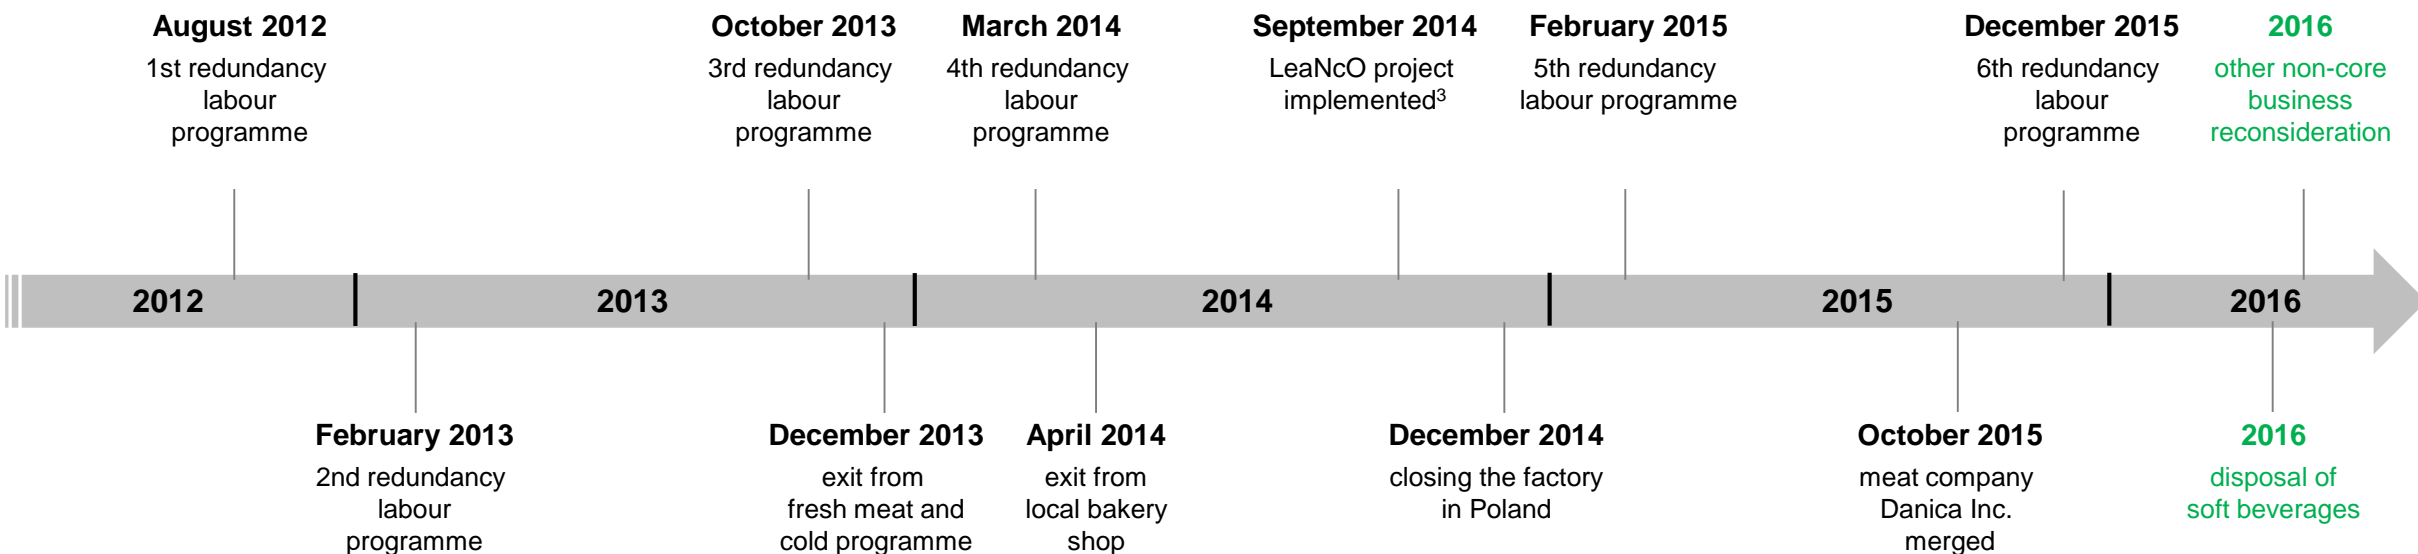 August 2012
1st redundancy
labour
programme
October 2013
3rd redundancy
labour
programme
March 2014
4th redundancy
labour
programme
September 2014
LeaNcO project
implemented³
February 2015
5th redundancy
labour programme
December 2015
6th redundancy
labour
programme
2016
other non-core
business
reconsideration
2012
2013
2014
2015
2016
February 2013
2nd redundancy
labour
programme
December 2013
exit from
fresh meat and
cold programme
April 2014
exit from
local bakery
shop
December 2014
closing the factory
in Poland
October 2015
meat company
Danica Inc.
merged
2016
disposal of
soft beverages